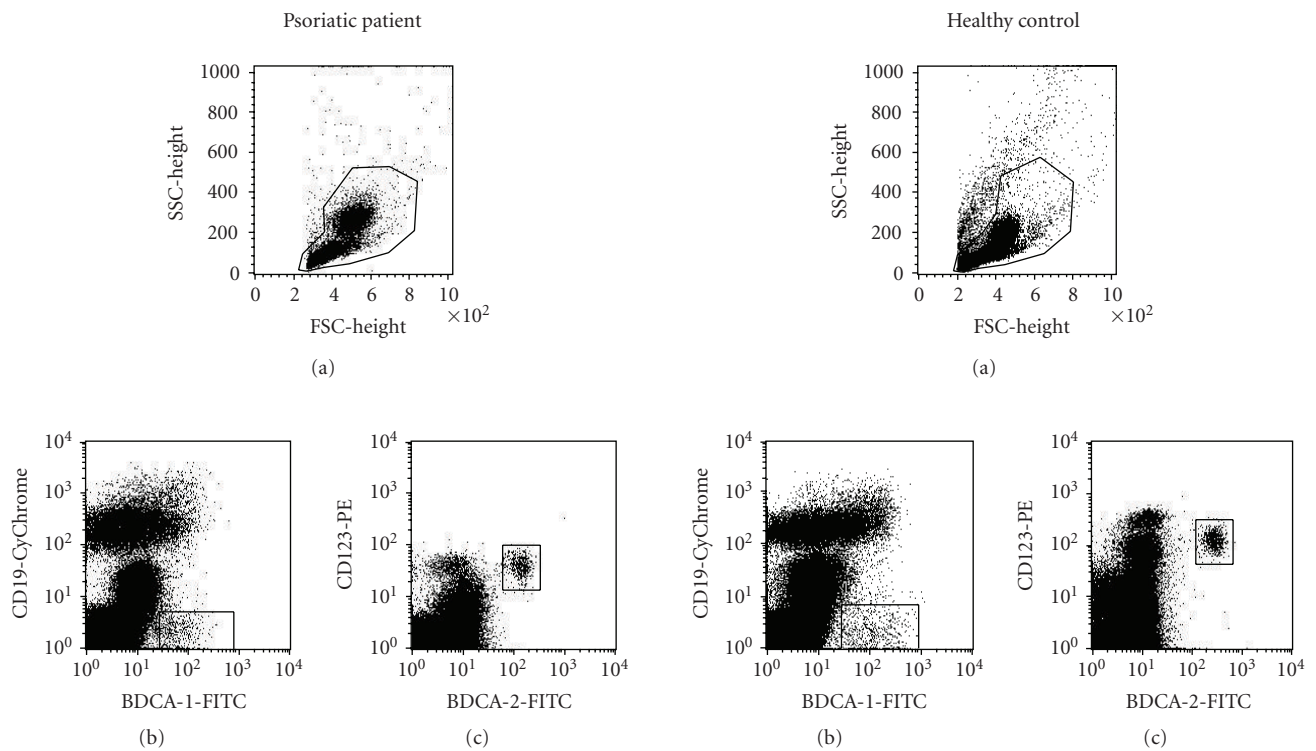 Psoriatic patient
Healthy control
1000
800
600
400
200
0
SSC-height
0 2 4 6 8 10
×10²
FSC-height
(a)
1000
800
600
400
200
0
SSC-height
0 2 4 6 8 10
×10²
FSC-height
(a)
10⁴
10³
10²
10¹
10⁰
CD19-CyChrome
10⁰ 10¹ 10² 10³ 10⁴
BDCA-1-FITC
(b)
10⁴
10³
10²
10¹
10⁰
CD123-PE
10⁰ 10¹ 10² 10³ 10⁴
BDCA-2-FITC
(c)
10⁴
10³
10²
10¹
10⁰
CD19-CyChrome
10⁰ 10¹ 10² 10³ 10⁴
BDCA-1-FITC
(b)
10⁴
10³
10²
10¹
10⁰
CD123-PE
10⁰ 10¹ 10² 10³ 10⁴
BDCA-2-FITC
(c)